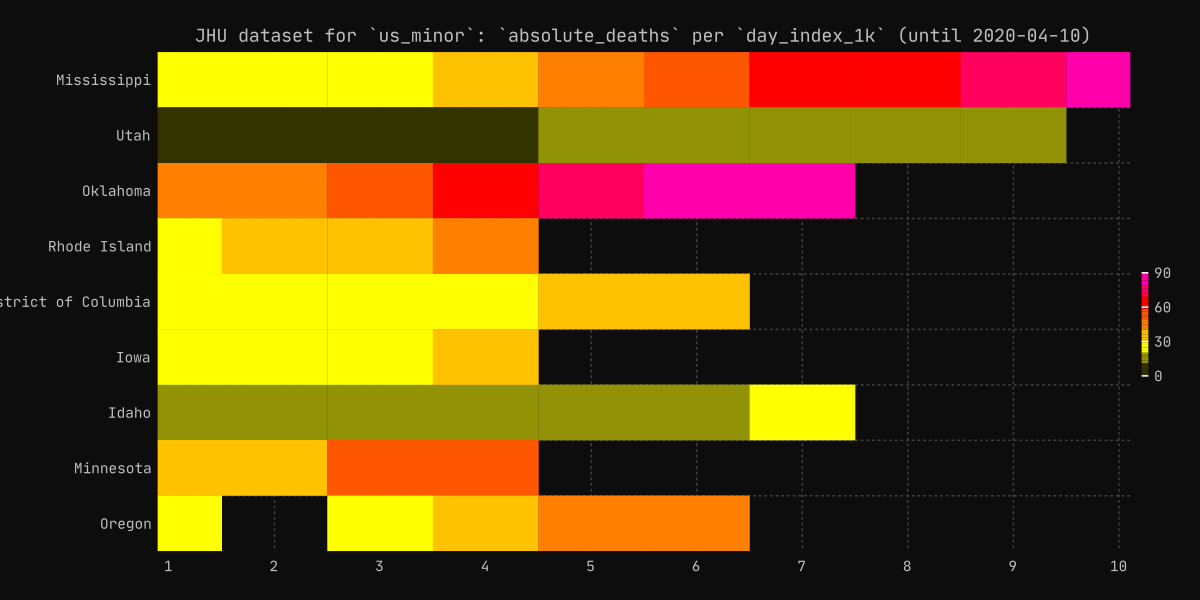 JHU dataset for `us_minor`: `absolute_deaths` per `day_index_1k` (until 2020-04-10)
Mississippi
Utah
Oklahoma
Rhode Island
strict of Columbia
Iowa
Idaho
Minnesota
Oregon
1 2 3 4 5 6 7 8 9 10
90
60
30
0